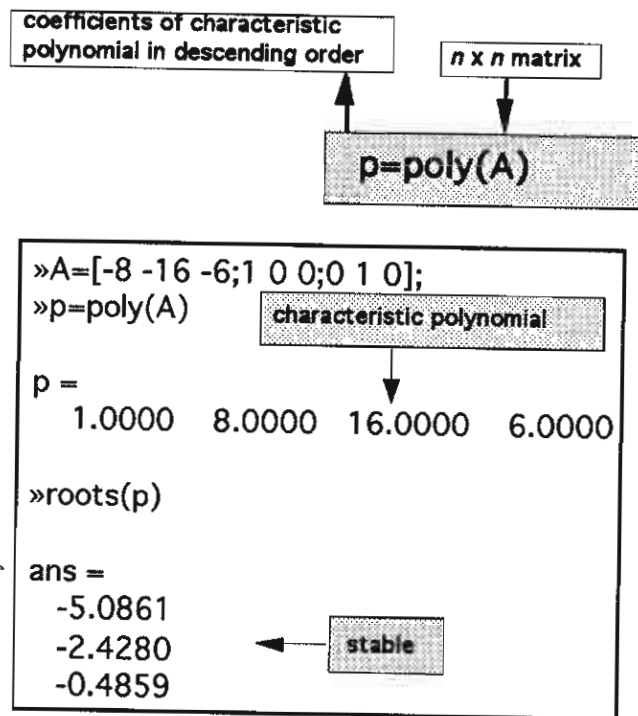 coefficients of characteristic
polynomial in descending order
n x n matrix
p=poly(A)
»A=[-8 -16 -6;1 0 0;0 1 0];
»p=poly(A)
characteristic polynomial
p =
1.0000 8.0000 16.0000 6.0000
»roots(p)
ans =
-5.0861
-2.4280
-0.4859
stable